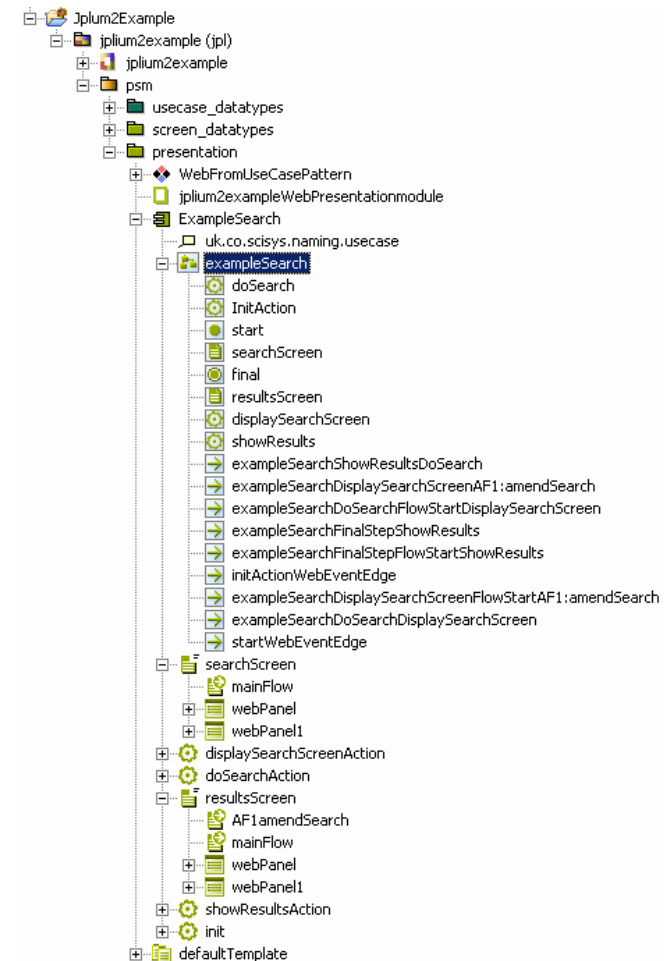 Jplum2Example
jplium2example (jpl)
jplium2example
psm
usecase_datatypes
screen_datatypes
presentation
WebFromUseCasePattern
jplium2exampleWebPresentationmodule
ExampleSearch
uk.co.scisys.naming.usecase
exampleSearch
doSearch
InitAction
start
searchScreen
final
resultsScreen
displaySearchScreen
showResults
exampleSearchShowResultsDoSearch
exampleSearchDisplaySearchScreenAF1:amendSearch
exampleSearchDoSearchFlowStartDisplaySearchScreen
exampleSearchFinalStepShowResults
exampleSearchFinalStepFlowStartShowResults
initActionWebEventEdge
exampleSearchDisplaySearchScreenFlowStartAF1:amendSearch
exampleSearchDoSearchDisplaySearchScreen
startWebEventEdge
searchScreen
mainFlow
webPanel
webPanel1
displaySearchScreenAction
doSearchAction
resultsScreen
AF1amendSearch
mainFlow
webPanel
webPanel1
showResultsAction
init
defaultTemplate